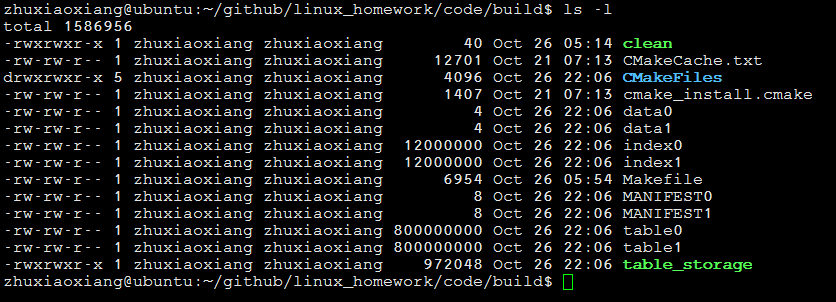 zhuxiaoxiang@ubuntu:~/github/linux_homework/code/build$ ls -l
total 1586956
-rwxrwxr-x 1 zhuxiaoxiang zhuxiaoxiang        40 Oct 26 05:14 clean
-rw-rw-r-- 1 zhuxiaoxiang zhuxiaoxiang     12701 Oct 21 07:13 CMakeCache.txt
drwxrwxr-x 5 zhuxiaoxiang zhuxiaoxiang      4096 Oct 26 22:06 CMakeFiles
-rw-rw-r-- 1 zhuxiaoxiang zhuxiaoxiang      1407 Oct 21 07:13 cmake_install.cmake
-rw-rw-r-- 1 zhuxiaoxiang zhuxiaoxiang         4 Oct 26 22:06 data0
-rw-rw-r-- 1 zhuxiaoxiang zhuxiaoxiang         4 Oct 26 22:06 data1
-rw-rw-r-- 1 zhuxiaoxiang zhuxiaoxiang  12000000 Oct 26 22:06 index0
-rw-rw-r-- 1 zhuxiaoxiang zhuxiaoxiang  12000000 Oct 26 22:06 index1
-rw-rw-r-- 1 zhuxiaoxiang zhuxiaoxiang      6954 Oct 26 05:54 Makefile
-rw-rw-r-- 1 zhuxiaoxiang zhuxiaoxiang         8 Oct 26 22:06 MANIFEST0
-rw-rw-r-- 1 zhuxiaoxiang zhuxiaoxiang         8 Oct 26 22:06 MANIFEST1
-rw-rw-r-- 1 zhuxiaoxiang zhuxiaoxiang 800000000 Oct 26 22:06 table0
-rw-rw-r-- 1 zhuxiaoxiang zhuxiaoxiang 800000000 Oct 26 22:06 table1
-rwxrwxr-x 1 zhuxiaoxiang zhuxiaoxiang    972048 Oct 26 22:06 table_storage
zhuxiaoxiang@ubuntu:~/github/linux_homework/code/build$